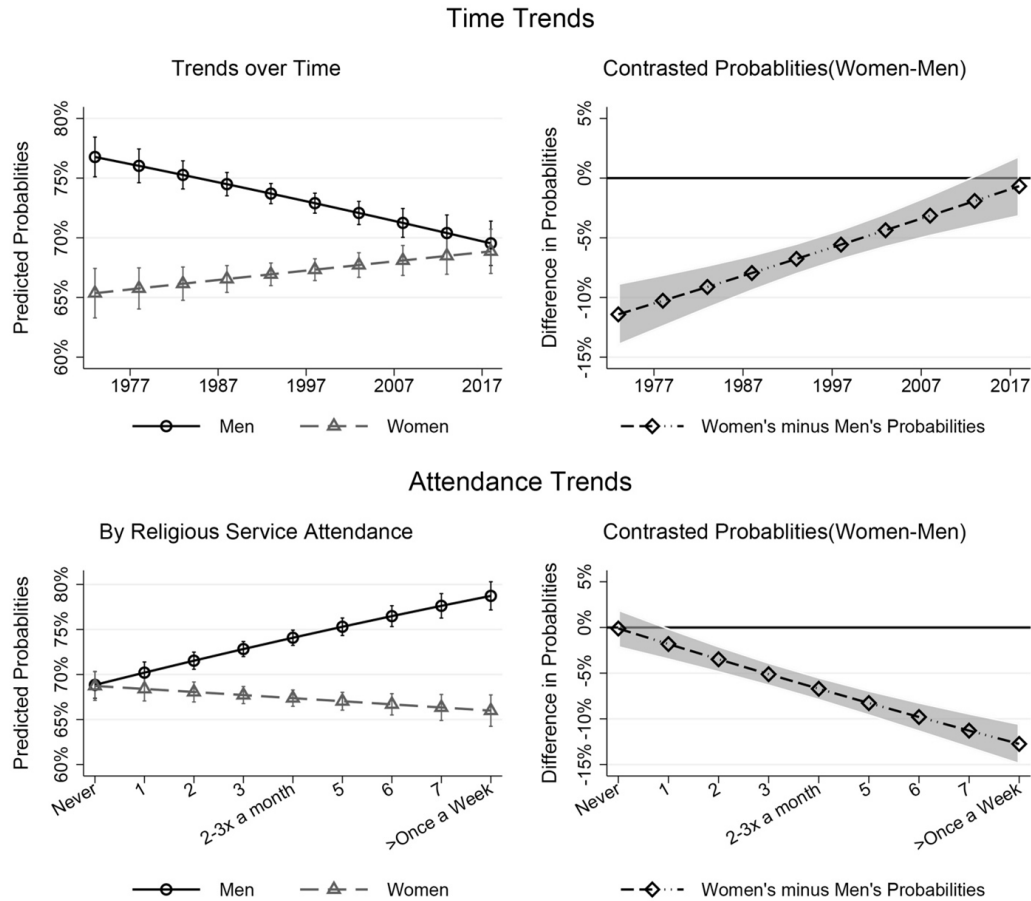 Time Trends
Trends over Time
Predicted Probablities
80%
75%
70%
65%
60%
1977 1987 1997 2007 2017
Men Women
Contrasted Probablities(Women-Men)
Difference in Probablities
5%
0%
-5%
-10%
-15%
1977 1987 1997 2007 2017
Women's minus Men's Probabilities
Attendance Trends
By Religious Service Attendance
Predicted Probablities
80%
75%
70%
65%
60%
Never 1 2 3 2-3x a month 5 6 7 >Once a Week
Men Women
Contrasted Probablities(Women-Men)
Difference in Probablities
5%
0%
-5%
-10%
-15%
Never 1 2 3 2-3x a month 5 6 7 >Once a Week
Women's minus Men's Probabilities